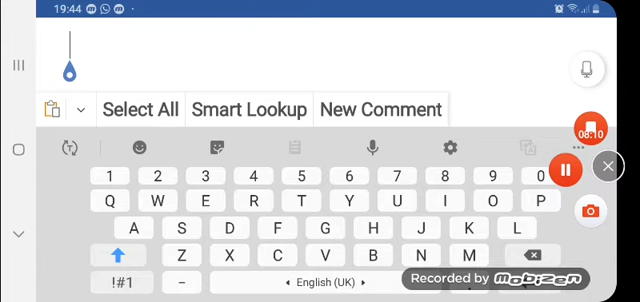 19:44
08:10
Select All Smart Lookup New Comment
1 2 3 4 5 6 7 8 9 0
Q W E R T Y U I O P
A S D F G H J K L
Z X C V B N M
!#1 - English (UK)
Recorded by mobizen